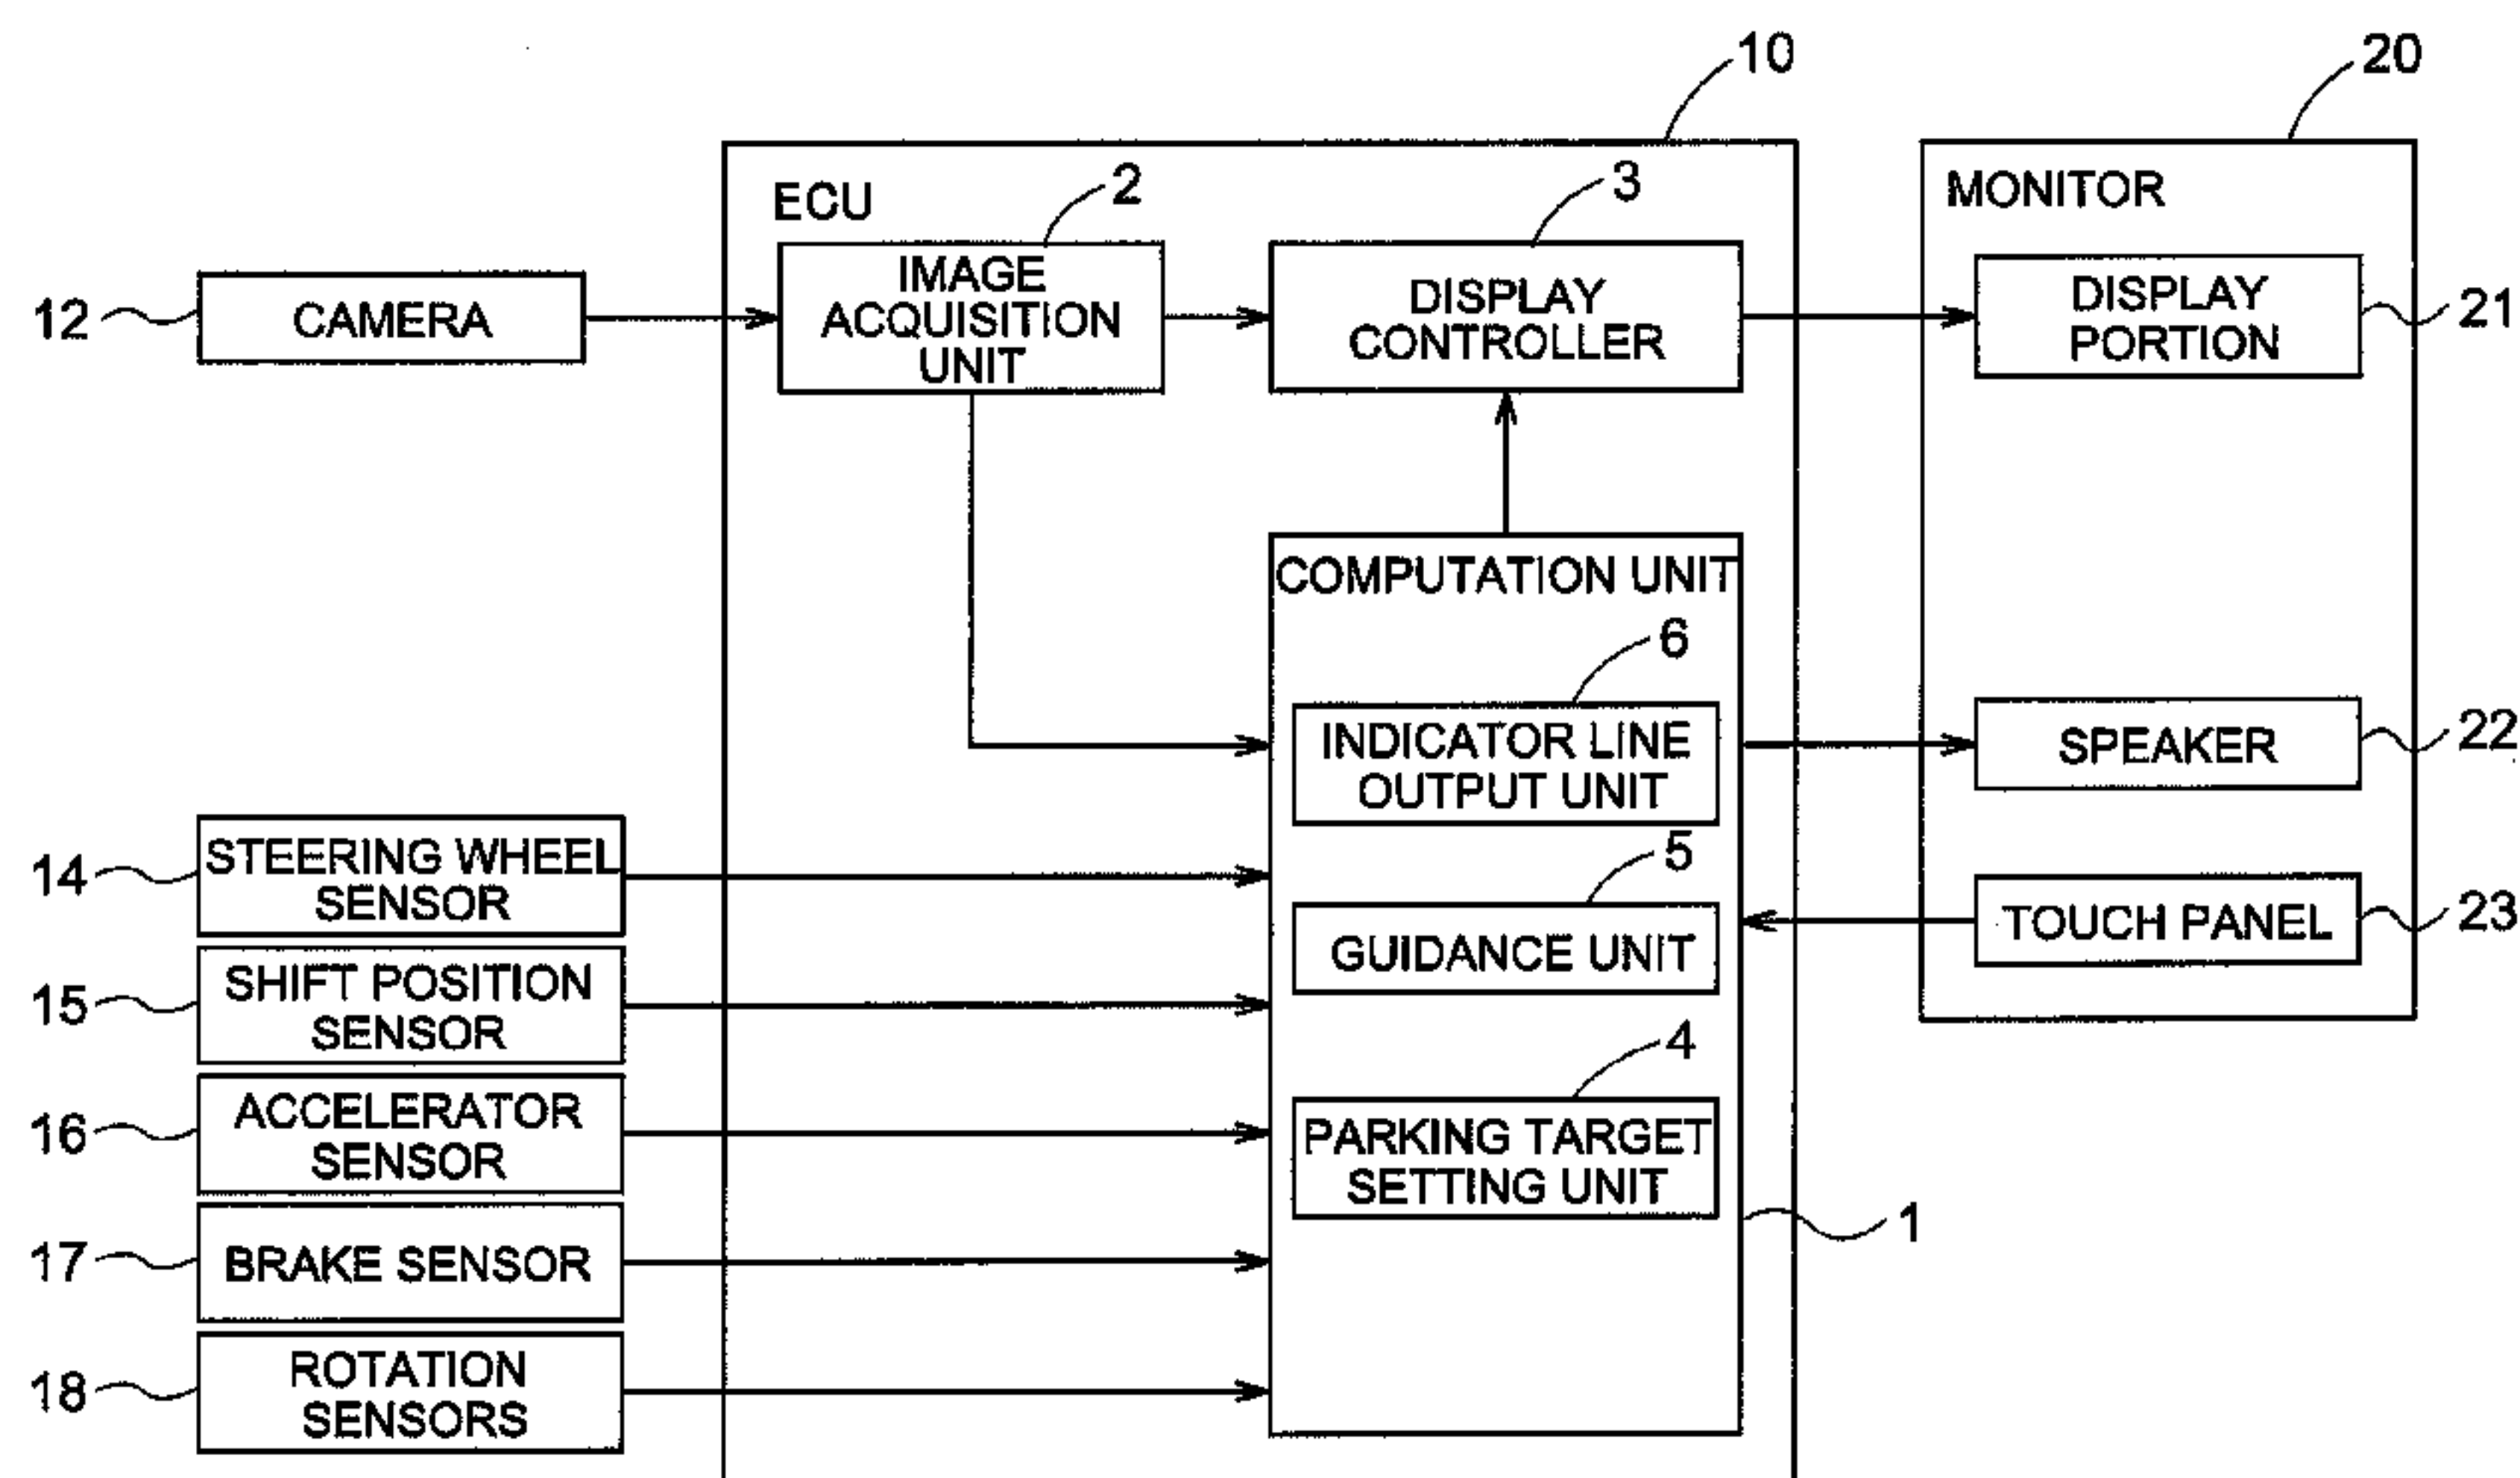 10
20
ECU
2
3
MONITOR
12
CAMERA
IMAGE
ACQUISITION
UNIT
DISPLAY
CONTROLLER
DISPLAY
PORTION
21
COMPUTATION UNIT
6
INDICATOR LINE
OUTPUT UNIT
SPEAKER
22
14
STEERING WHEEL
SENSOR
5
GUIDANCE UNIT
TOUCH PANEL
23
15
SHIFT POSITION
SENSOR
4
16
ACCELERATOR
SENSOR
PARKING TARGET
SETTING UNIT
1
17
BRAKE SENSOR
18
ROTATION
SENSORS